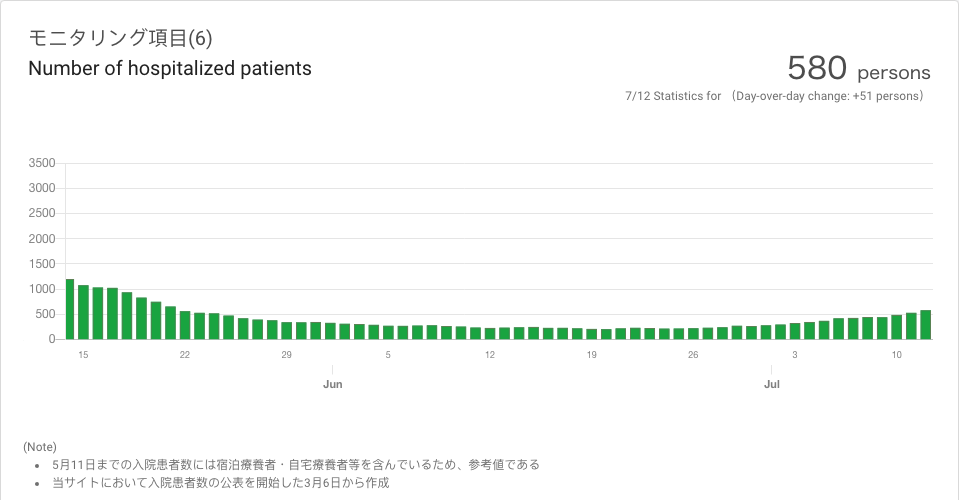 モニタリング項目(6)
Number of hospitalized patients
580 persons
7/12 Statistics for （Day-over-day change: +51 persons）
3500
3000
2500
2000
1500
1000
500
0
15 22 29 5 12 19 26 3 10
Jun Jul
(Note)
• 5月11日までの入院患者数には宿泊療養者・自宅療養者等を含んでいるため、参考値である
• 当サイトにおいて入院患者数の公表を開始した3月6日から作成